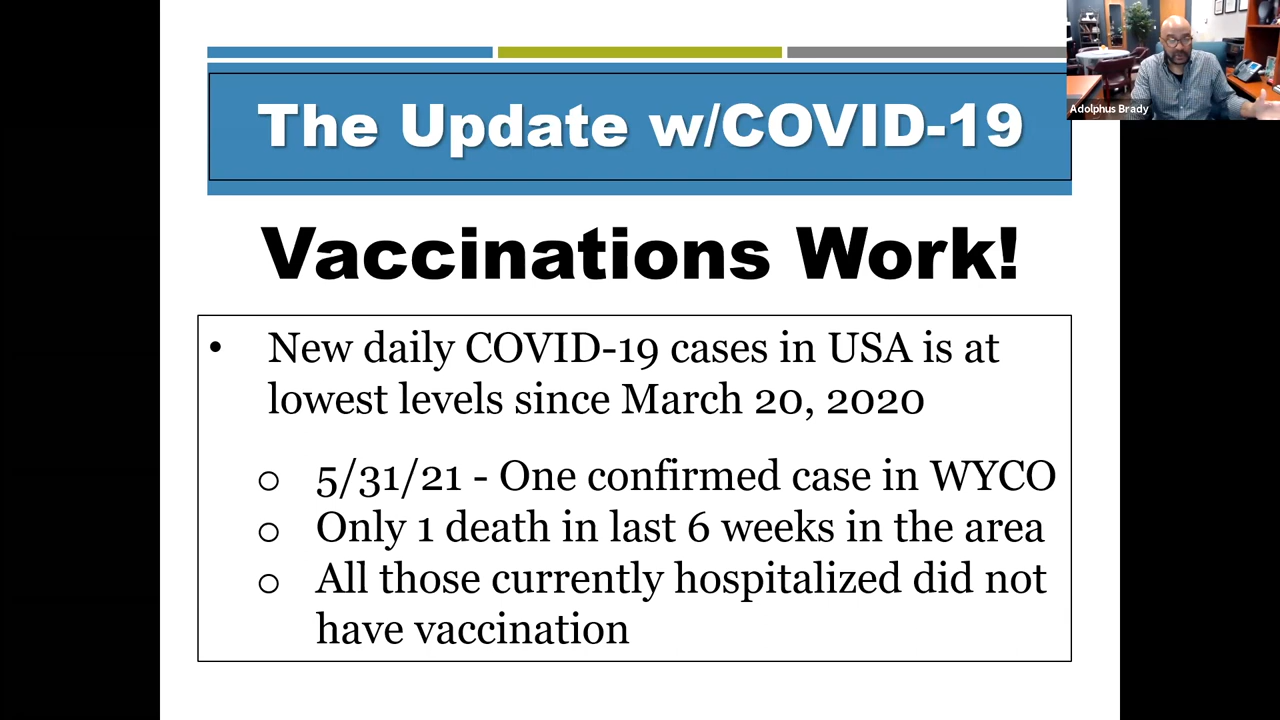 Adolphus Brady
The Update w/COVID-19
Vaccinations Work!
• New daily COVID-19 cases in USA is at
lowest levels since March 20, 2020
o 5/31/21 - One confirmed case in WYCO
o Only 1 death in last 6 weeks in the area
o All those currently hospitalized did not
have vaccination